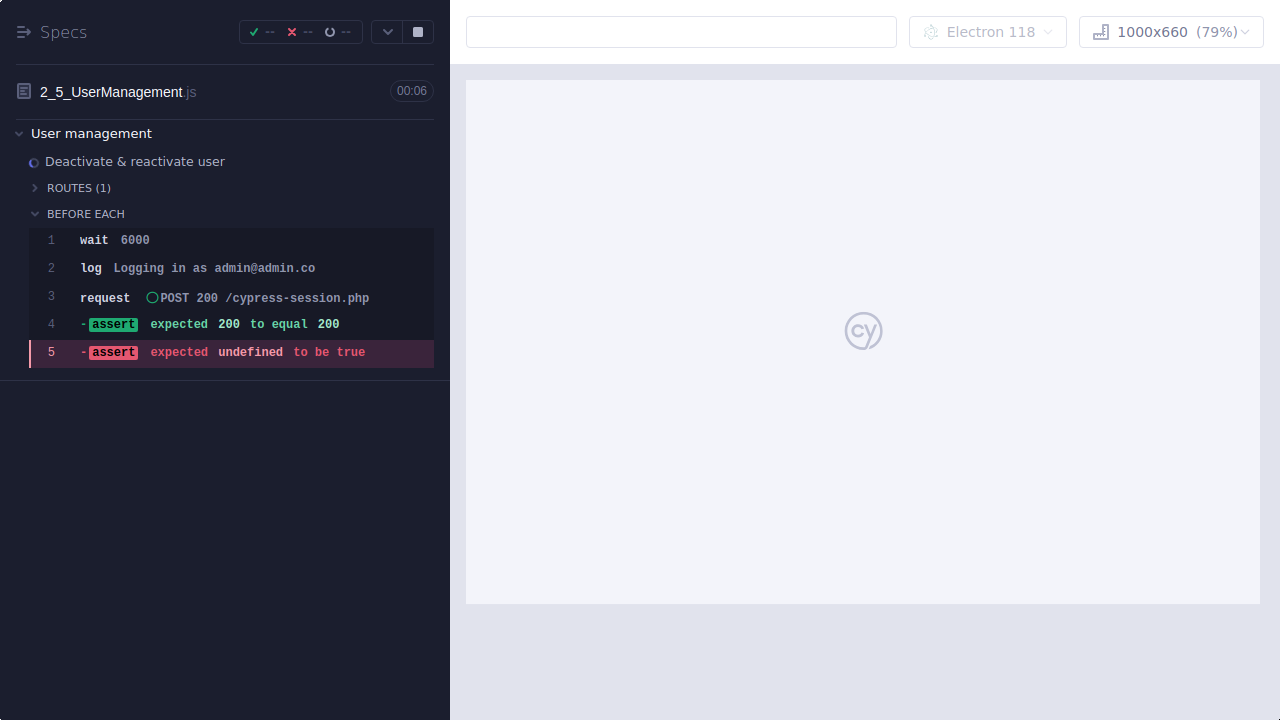 Specs
-- -- --
2_5_UserManagement.js
00:06
User management
Deactivate & reactivate user
ROUTES (1)
BEFORE EACH
1 wait 6000
2 log Logging in as admin@admin.co
3 request POST 200 /cypress-session.php
4 -assert expected 200 to equal 200
5 -assert expected undefined to be true
Electron 118
1000x660 (79%)
cy